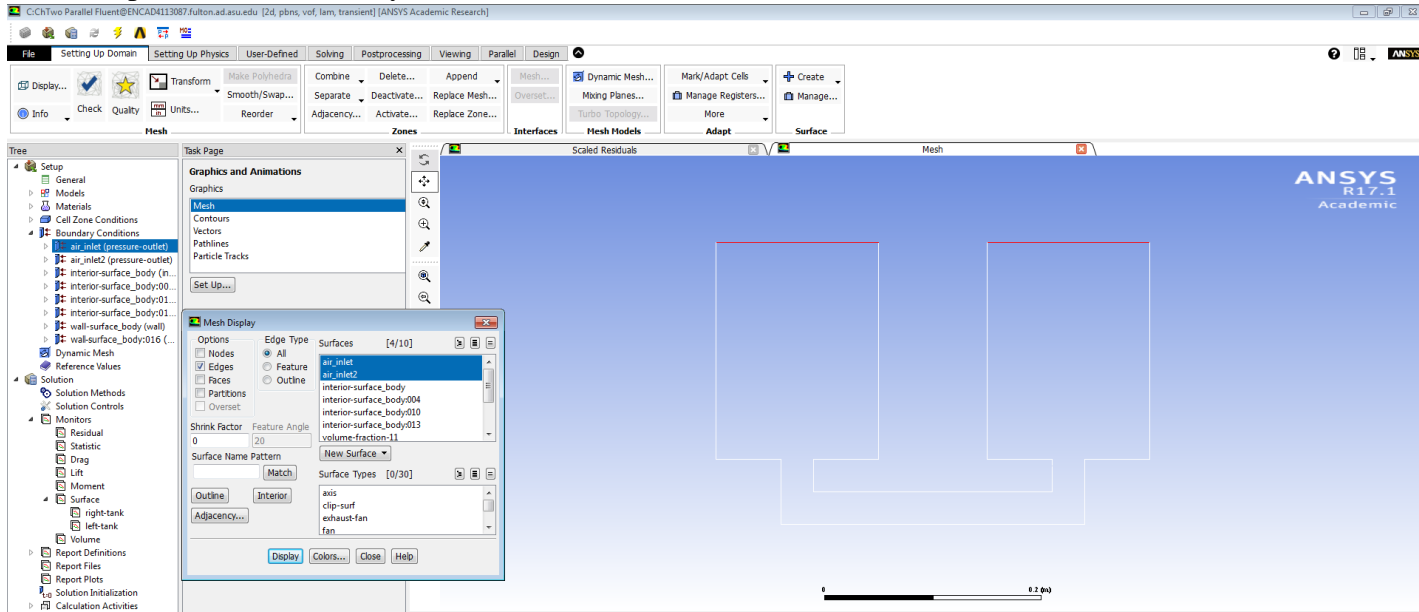 C:ChTwo Parallel Fluent@ENCAD4113087.fulton.ad.asu.edu [2d, pbns, vof, lam, transient] [ANSYS Academic Research]
File Setting Up Domain Setting Up Physics User-Defined Solving Postprocessing Viewing Parallel Design ANSYS
Display... Check Quality Transform Make Polyhedra Combine Delete... Append Mesh... Dynamic Mesh... Mark/Adapt Cells Create
Units... Smooth/Swap... Separate Deactivate... Replace Mesh... Overset... Mixing Planes... Manage Registers... Manage...
Info Reorder Adjacency... Activate... Replace Zone... Turbo Topology... More
Mesh Zones Interfaces Mesh Models Adapt Surface
Tree
Setup
General
Models
Materials
Cell Zone Conditions
Boundary Conditions
air_inlet (pressure-outlet)
air_inlet2 (pressure-outlet)
interior-surface_body (in...
interior-surface_body:00...
interior-surface_body:01...
interior-surface_body:01...
wall-surface_body (wall)
wall-surface_body:016 (...
Dynamic Mesh
Reference Values
Solution
Solution Methods
Solution Controls
Monitors
Residual
Statistic
Drag
Lift
Moment
Surface
right-tank
left-tank
Volume
Report Definitions
Report Files
Report Plots
Solution Initialization
Calculation Activities
Task Page
Graphics and Animations
Graphics
Mesh
Contours
Vectors
Pathlines
Particle Tracks
Set Up...
Mesh Display
Options
Nodes
Edges
Faces
Partitions
Overset
Edge Type
All
Feature
Outline
Shrink Factor Feature Angle
0 20
Surface Name Pattern
Match
Outline Interior
Adjacency...
Surfaces [4/10]
air_inlet
air_inlet2
interior-surface_body
interior-surface_body:004
interior-surface_body:010
interior-surface_body:013
volume-fraction-11
New Surface
Surface Types [0/30]
axis
clip-surf
exhaust-fan
fan
Display Colors... Close Help
Scaled Residuals Mesh
ANSYS
R17.1
Academic
0 0.2 (m)